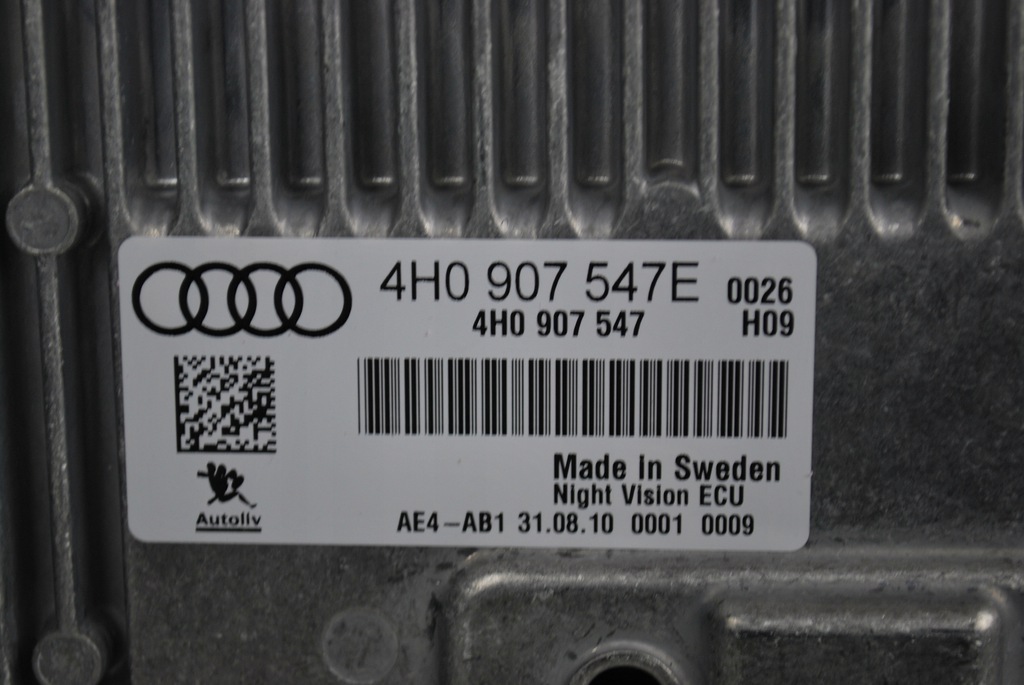 4H0 907 547E 0026
4H0 907 547 H09
Made in Sweden
Night Vision ECU
Autoliv
AE4-AB1 31.08.10 0001 0009